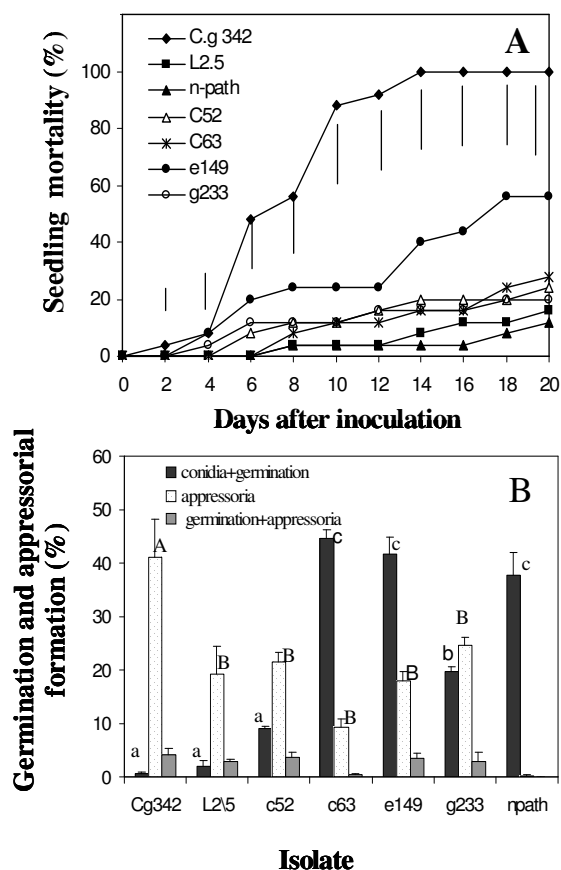 A
C.g 342
L2.5
n-path
C52
C63
e149
g233
Seedling mortality (%)
100
80
60
40
20
0
0 2 4 6 8 10 12 14 16 18 20
Days after inoculation
B
conidia+germination
appressoria
germination+appressoria
Germination and appressorial
formation (%)
60
50
40
30
20
10
0
a A
a B
a B
c B
c B
b B
c
Cg342 L2\5 c52 c63 e149 g233 npath
Isolate